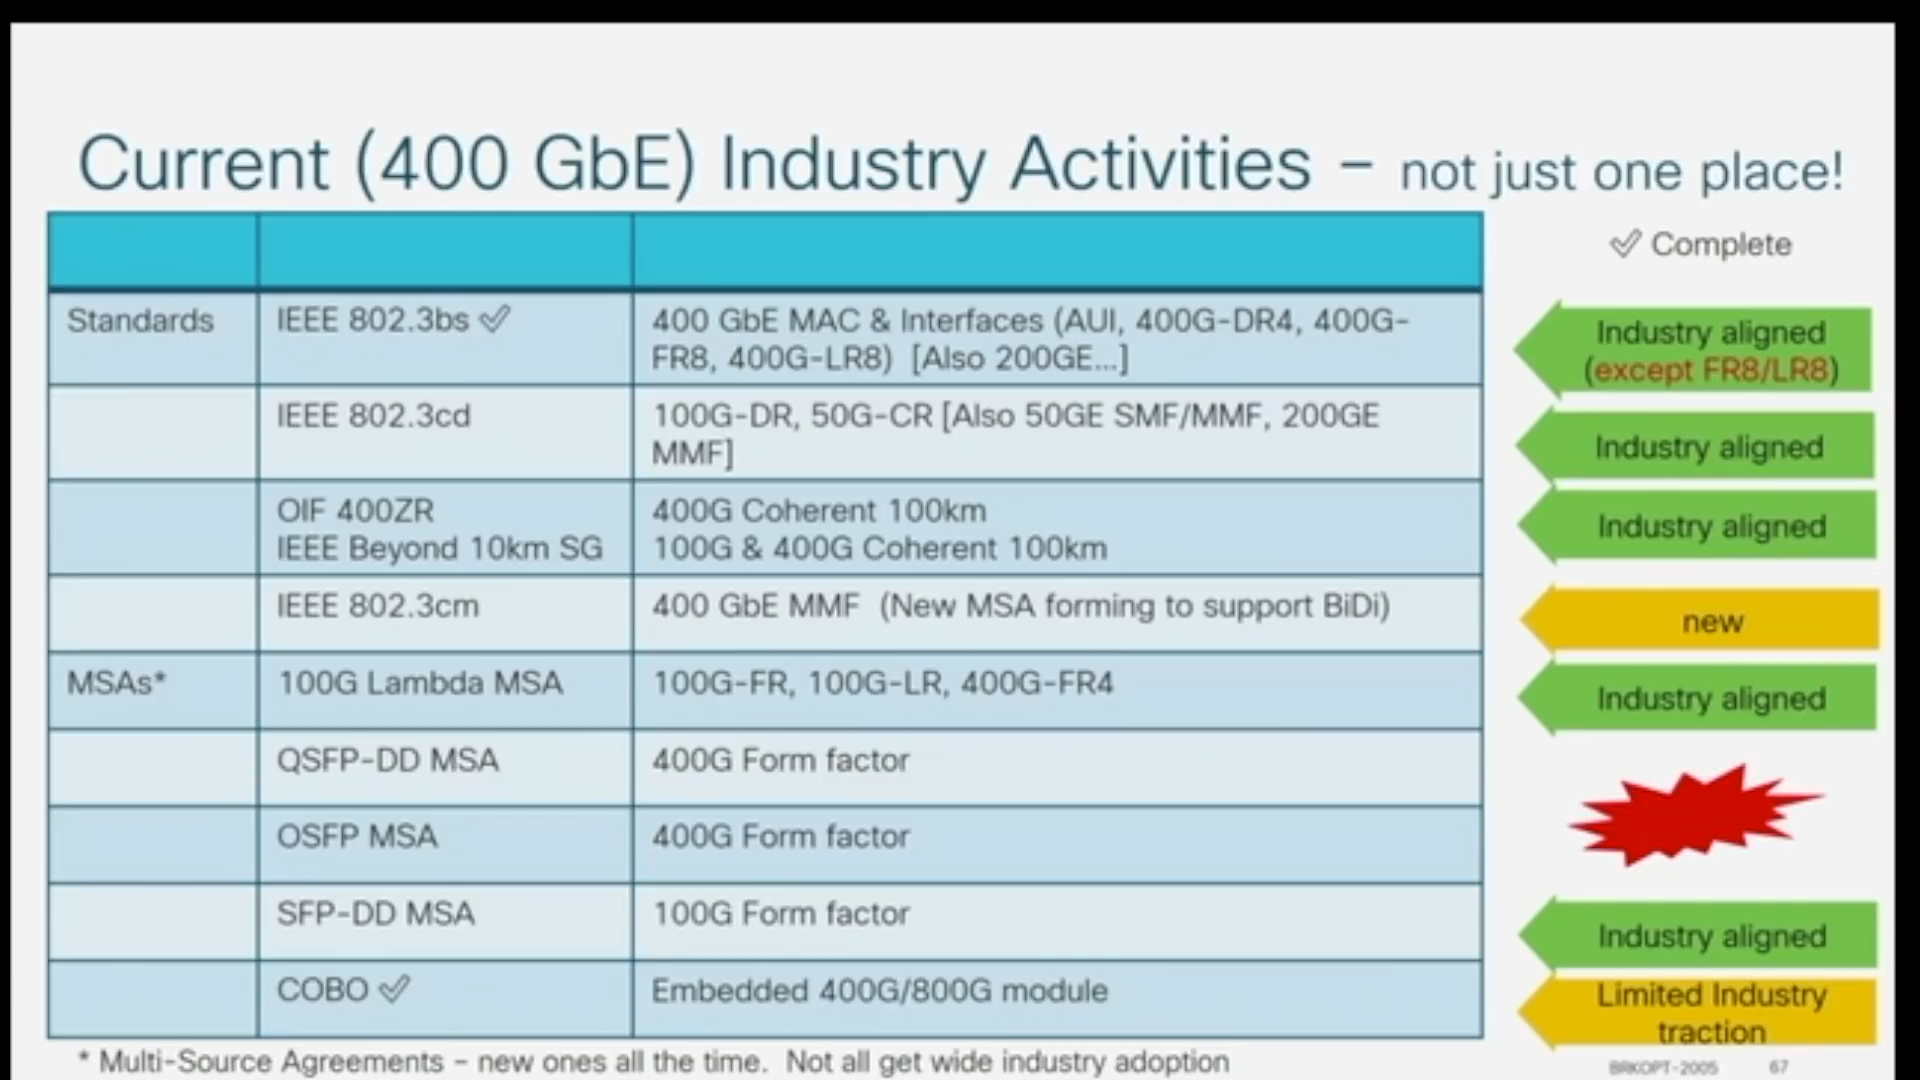 Current (400 GbE) Industry Activities – not just one place!
✓ Complete
Standards
IEEE 802.3bs ✓
400 GbE MAC & Interfaces (AUI, 400G-DR4, 400G-
FR8, 400G-LR8) [Also 200GE...]
Industry aligned
(except FR8/LR8)
IEEE 802.3cd
100G-DR, 50G-CR [Also 50GE SMF/MMF, 200GE
MMF]
Industry aligned
OIF 400ZR
IEEE Beyond 10km SG
400G Coherent 100km
100G & 400G Coherent 100km
Industry aligned
IEEE 802.3cm
400 GbE MMF (New MSA forming to support BiDi)
new
MSAs*
100G Lambda MSA
100G-FR, 100G-LR, 400G-FR4
Industry aligned
QSFP-DD MSA
400G Form factor
OSFP MSA
400G Form factor
SFP-DD MSA
100G Form factor
Industry aligned
COBO ✓
Embedded 400G/800G module
Limited Industry
traction
* Multi-Source Agreements – new ones all the time. Not all get wide industry adoption
BRKOPT-2005 67